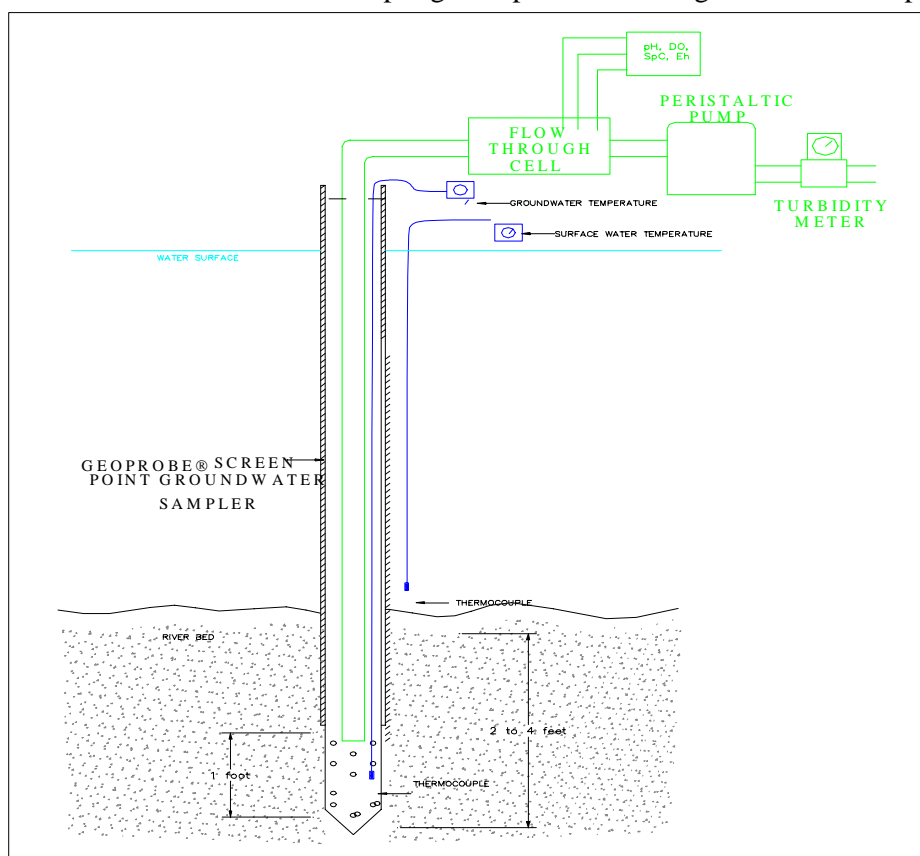 pH, DO,
SpC, Eh
PERISTALTIC
PUMP
FLOW
THROUGH
CELL
TURBIDITY
METER
GROUNDWATER TEMPERATURE
SURFACE WATER TEMPERATURE
WATER SURFACE
GEOPROBE® SCREEN
POINT GROUNDWATER
SAMPLER
THERMOCOUPLE
RIVER BED
2 to 4 feet
1 foot
THERMOCOUPLE